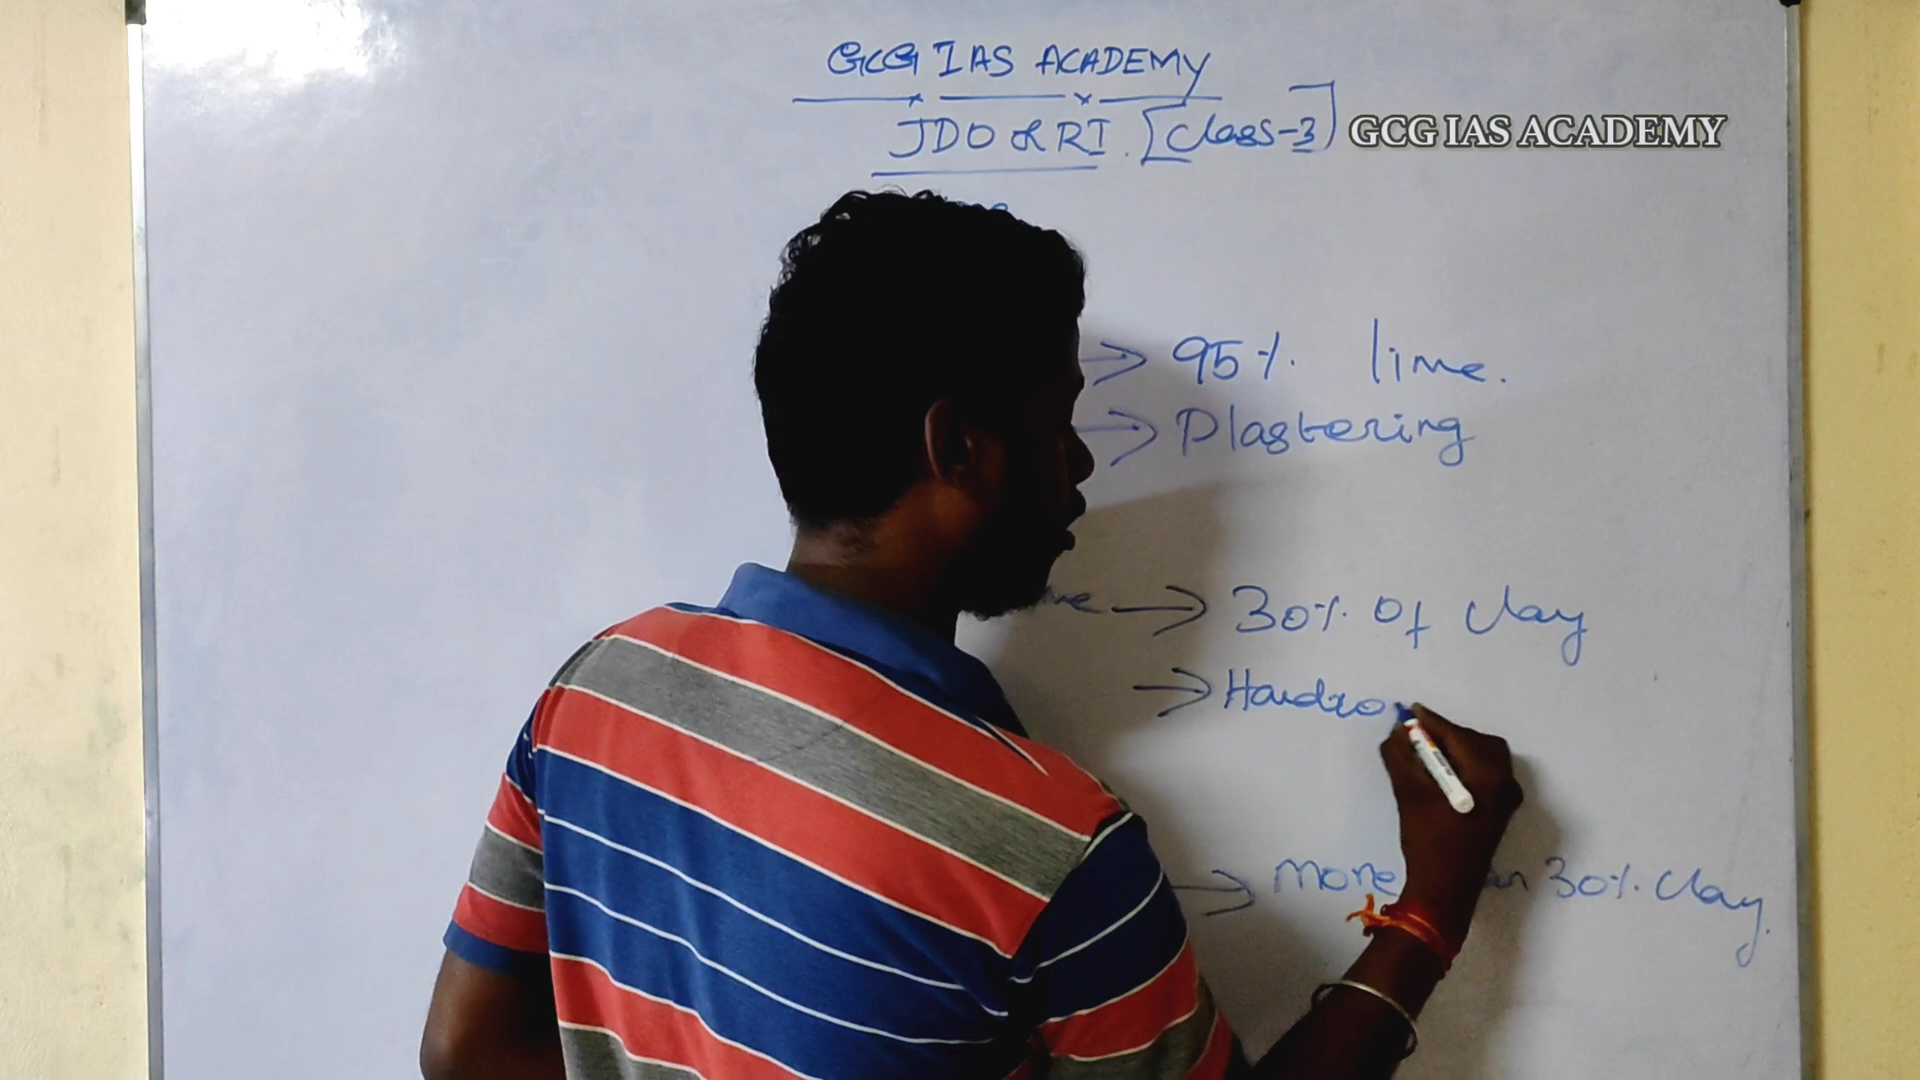 GCG IAS ACADEMY
JDO & RI. [Class-3]
GCG IAS ACADEMY
→ 95% lime.
→ Plastering
→ 30% of clay
→ Hardro
→ more 30% clay.